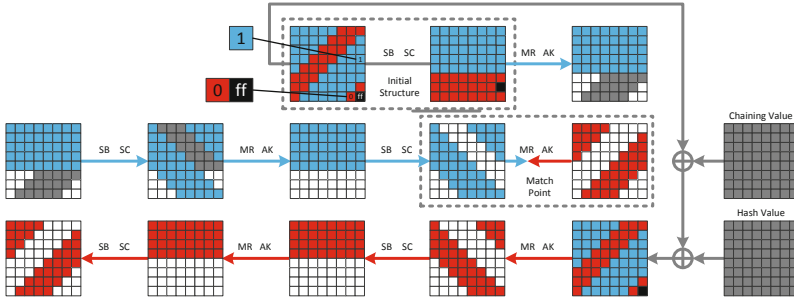 1
SB SC
MR AK
1
0 ff
0 ff
Initial
Structure
Chaining Value
SB SC
MR AK
SB SC
MR AK
Match
Point
Hash Value
SB SC
MR AK
SB SC
MR AK